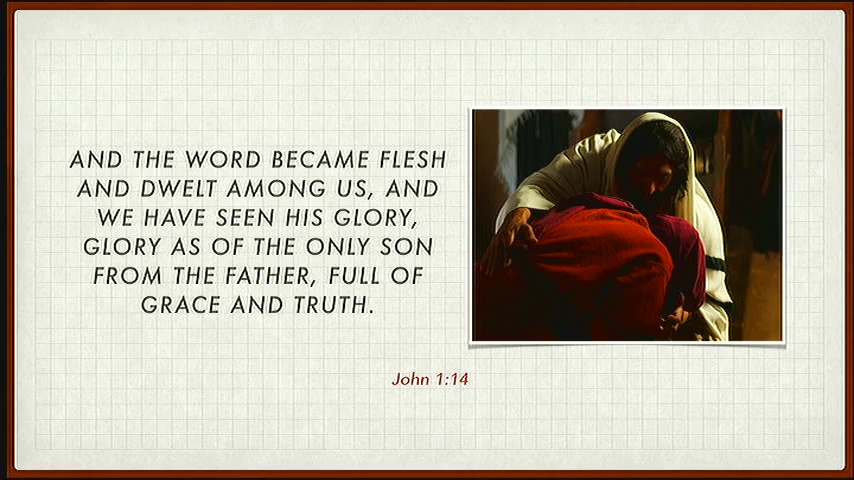 AND THE WORD BECAME FLESH
AND DWELT AMONG US, AND
WE HAVE SEEN HIS GLORY,
GLORY AS OF THE ONLY SON
FROM THE FATHER, FULL OF
GRACE AND TRUTH.
John 1:14